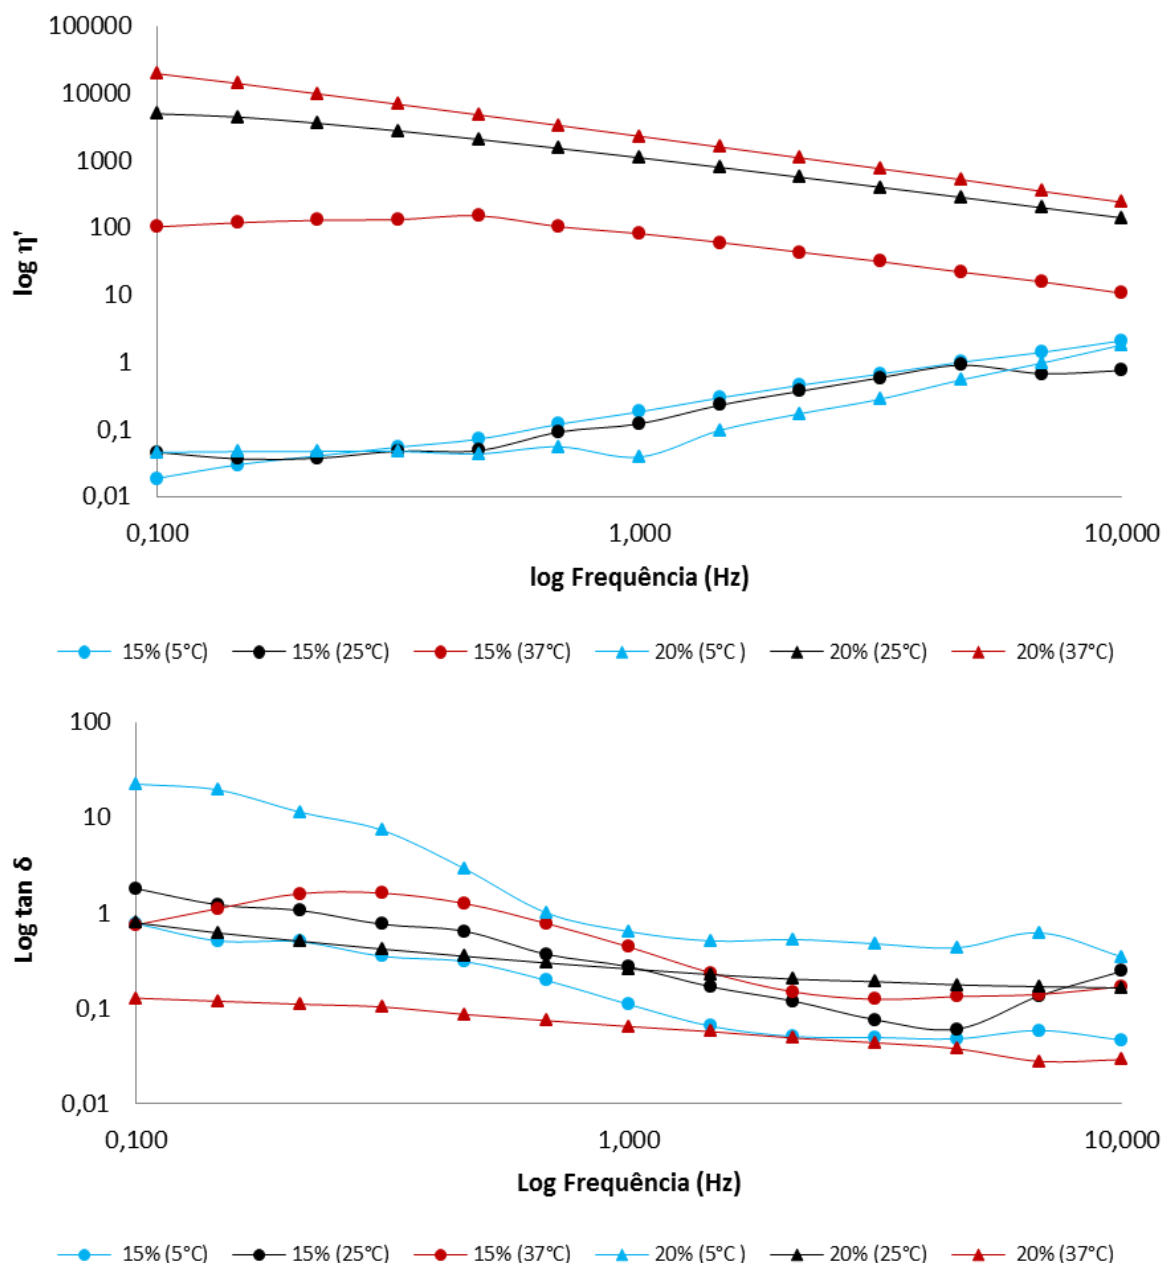 100000
10000
1000
100
10
1
0,1
0,01
log η'
0,100 1,000 10,000
log Frequência (Hz)
15% (5°C) 15% (25°C) 15% (37°C) 20% (5°C ) 20% (25°C) 20% (37°C)
100
10
1
0,1
0,01
Log tan δ
0,100 1,000 10,000
Log Frequência (Hz)
15% (5°C) 15% (25°C) 15% (37°C) 20% (5°C ) 20% (25°C) 20% (37°C)